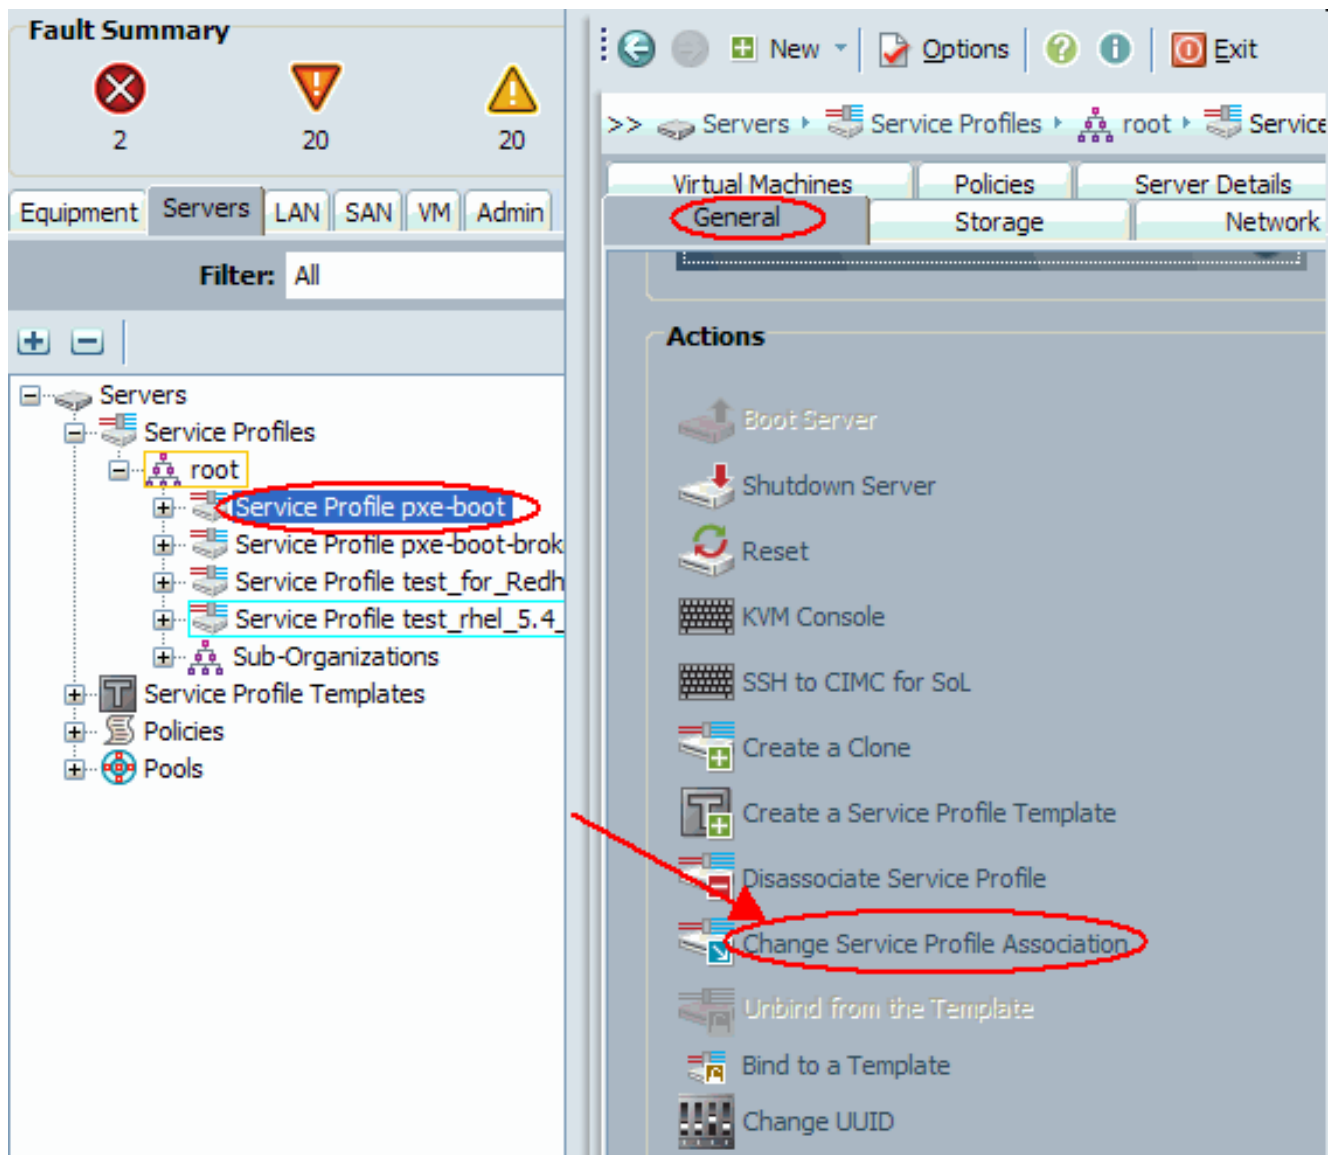 Fault Summary
2
20
20
Equipment
Servers
LAN
SAN
VM
Admin
Filter: All
Servers
Service Profiles
root
Service Profile pxe-boot
Service Profile pxe-boot-brok
Service Profile test_for_Redh
Service Profile test_rhel_5.4_
Sub-Organizations
Service Profile Templates
Policies
Pools
New
Options
Exit
>> Servers Service Profiles root Service
Virtual Machines
Policies
Server Details
General
Storage
Network
Actions
Boot Server
Shutdown Server
Reset
KVM Console
SSH to CIMC for SoL
Create a Clone
Create a Service Profile Template
Disassociate Service Profile
Change Service Profile Association
Unbind from the Template
Bind to a Template
Change UUID